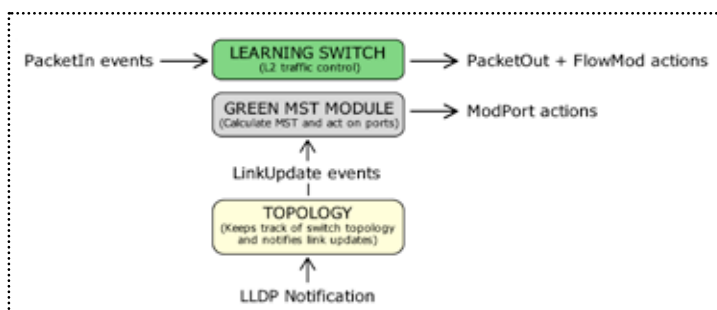 PacketIn events
LEARNING SWITCH
(L2 traffic control)
PacketOut + FlowMod actions
GREEN MST MODULE
(Calculate MST and act on ports)
ModPort actions
LinkUpdate events
TOPOLOGY
(Keeps track of switch topology
and notifies link updates)
LLDP Notification